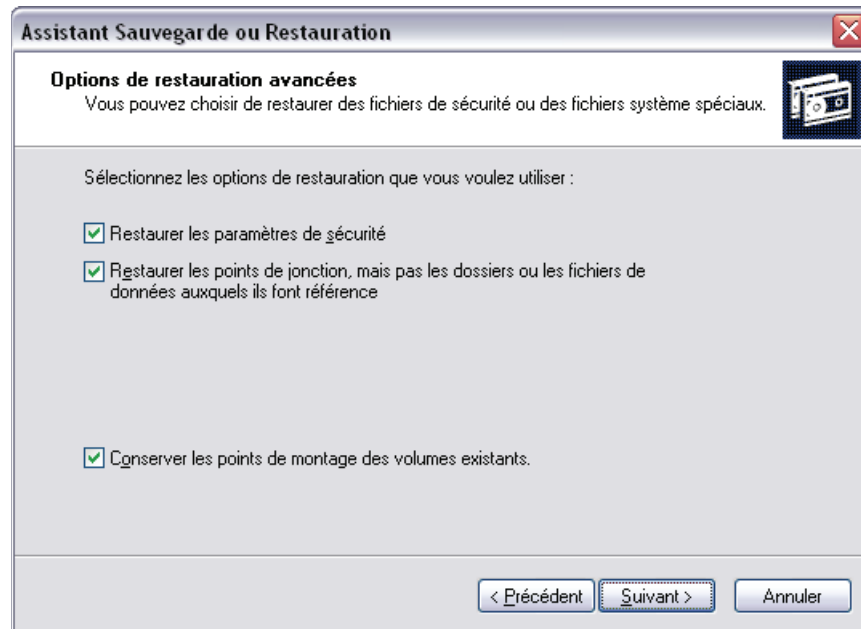 Assistant Sauvegarde ou Restauration
Options de restauration avancées
Vous pouvez choisir de restaurer des fichiers de sécurité ou des fichiers système spéciaux.
Sélectionnez les options de restauration que vous voulez utiliser :
Restaurer les paramètres de sécurité
Restaurer les points de jonction, mais pas les dossiers ou les fichiers de
données auxquels ils font référence
Conserver les points de montage des volumes existants.
< Précédent
Suivant >
Annuler